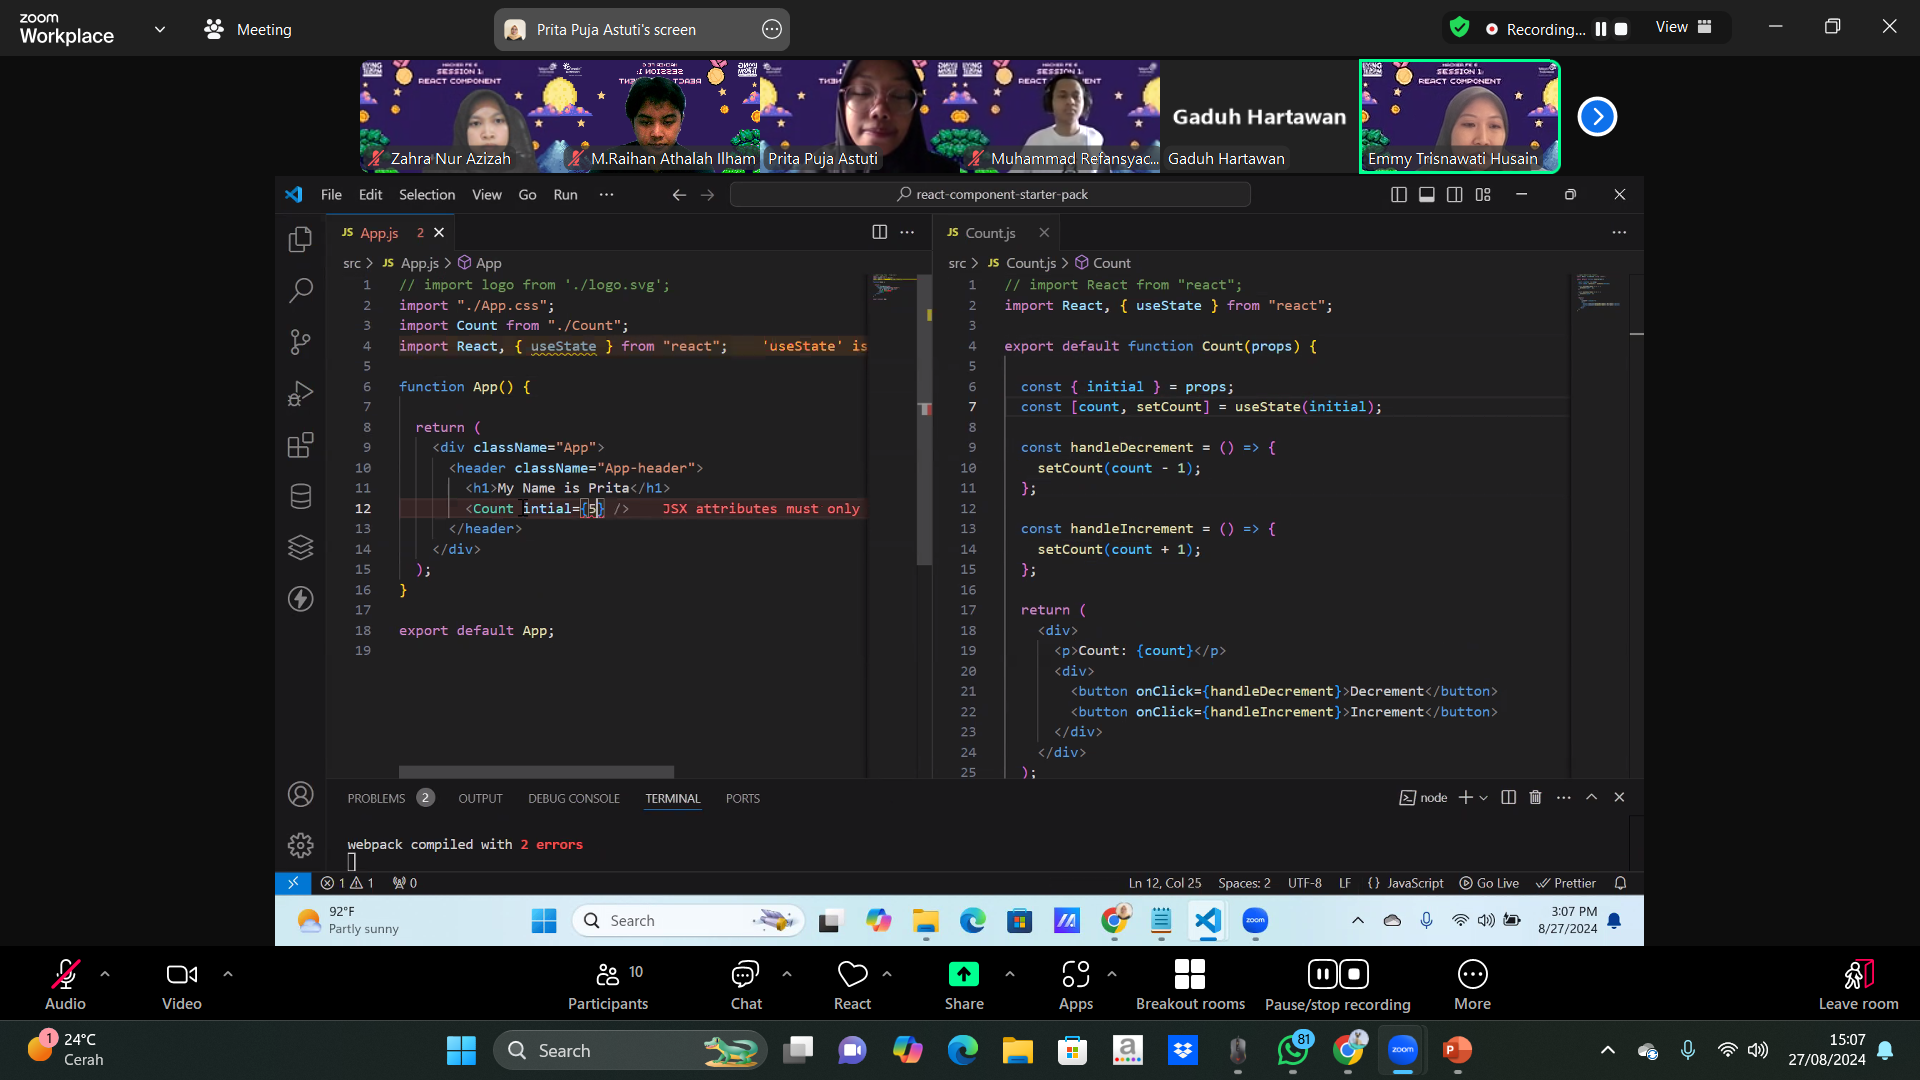 zoom
Workplace
Meeting
Prita Puja Astuti's screen
Recording...
View
SESSION 1:
REACT COMPONENT
Zahra Nur Azizah
M.Raihan Athalah Ilham
Prita Puja Astuti
Muhammad Refansyac...
Gaduh Hartawan
Gaduh Hartawan
Emmy Trisnawati Husain
File Edit Selection View Go Run ...
react-component-starter-pack
JS App.js 2
JS Count.js
src > JS App.js > App
src > JS Count.js > Count
1 // import logo from './logo.svg';
2 import "./App.css";
3 import Count from "./Count";
4 import React, { useState } from "react"; 'useState' is
5
6 function App() {
7
8 return (
9 <div className="App">
10 <header className="App-header">
11 <h1>My Name is Prita</h1>
12 <Count intial={5} /> JSX attributes must only
13 </header>
14 </div>
15 );
16 }
17
18 export default App;
19
1 // import React from "react";
2 import React, { useState } from "react";
3
4 export default function Count(props) {
5
6 const { initial } = props;
7 const [count, setCount] = useState(initial);
8
9 const handleDecrement = () => {
10 setCount(count - 1);
11 };
12
13 const handleIncrement = () => {
14 setCount(count + 1);
15 };
16
17 return (
18 <div>
19 <p>Count: {count}</p>
20 <div>
21 <button onClick={handleDecrement}>Decrement</button>
22 <button onClick={handleIncrement}>Increment</button>
23 </div>
24 </div>
25 );
PROBLEMS 2 OUTPUT DEBUG CONSOLE TERMINAL PORTS
node
webpack compiled with 2 errors
1 1 0
Ln 12, Col 25 Spaces: 2 UTF-8 LF {} JavaScript Go Live Prettier
92°F
Partly sunny
Search
3:07 PM
8/27/2024
Audio
Video
Participants 10
Chat
React
Share
Apps
Breakout rooms
Pause/stop recording
More
Leave room
1
24°C
Cerah
Search
81
zoom
15:07
27/08/2024